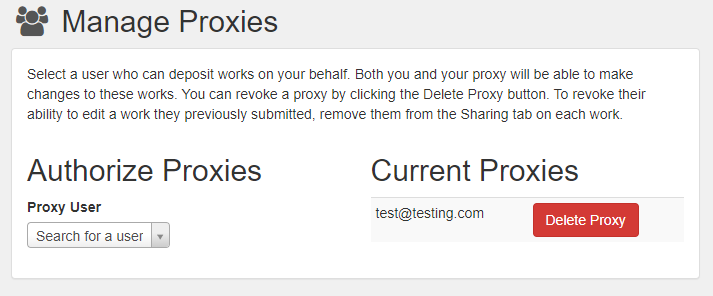 Manage Proxies
Select a user who can deposit works on your behalf. Both you and your proxy will be able to make
changes to these works. You can revoke a proxy by clicking the Delete Proxy button. To revoke their
ability to edit a work they previously submitted, remove them from the Sharing tab on each work.
Authorize Proxies
Proxy User
Search for a user
Current Proxies
test@testing.com
Delete Proxy